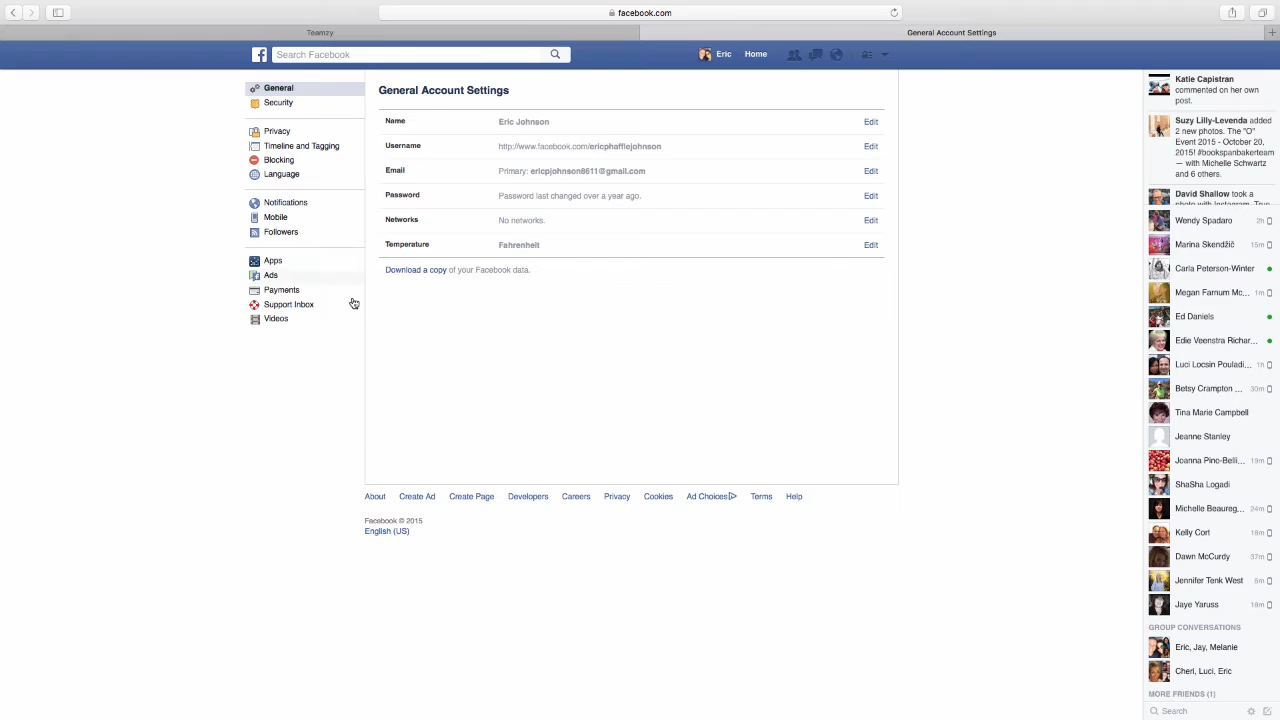 facebook.com
Teamzy
General Account Settings
Search Facebook
Eric
Home
General
Security
Privacy
Timeline and Tagging
Blocking
Language
Notifications
Mobile
Followers
Apps
Ads
Payments
Support Inbox
Videos
General Account Settings
Name Eric Johnson Edit
Username http://www.facebook.com/ericphafflejohnson Edit
Email Primary: ericpjohnson8611@gmail.com Edit
Password Password last changed over a year ago. Edit
Networks No networks. Edit
Temperature Fahrenheit Edit
Download a copy of your Facebook data.
About Create Ad Create Page Developers Careers Privacy Cookies Ad Choices Terms Help
Facebook © 2015
English (US)
Katie Capistran
commented on her own
post.
Suzy Lilly-Levenda added
2 new photos. The "O"
Event 2015 - October 20,
2015! #bookspanbakerteam
— with Michelle Schwartz
and 6 others.
David Shallow took a
photo with Instagram. True
Wendy Spadaro 2h
Marina Skendžić 15m
Carla Peterson-Winter
Megan Farnum Mc... 1m
Ed Daniels
Edie Veenstra Richar...
Luci Locsin Pouladi... 1h
Betsy Crampton ... 30m
Tina Marie Campbell
Jeanne Stanley
Joanna Pino-Belli... 19m
ShaSha Logadi
Michelle Beaureg... 24m
Kelly Cort 18m
Dawn McCurdy 37m
Jennifer Tenk West 6m
Jaye Yaruss 18m
GROUP CONVERSATIONS
Eric, Jay, Melanie
Cheri, Luci, Eric
MORE FRIENDS (1)
Search